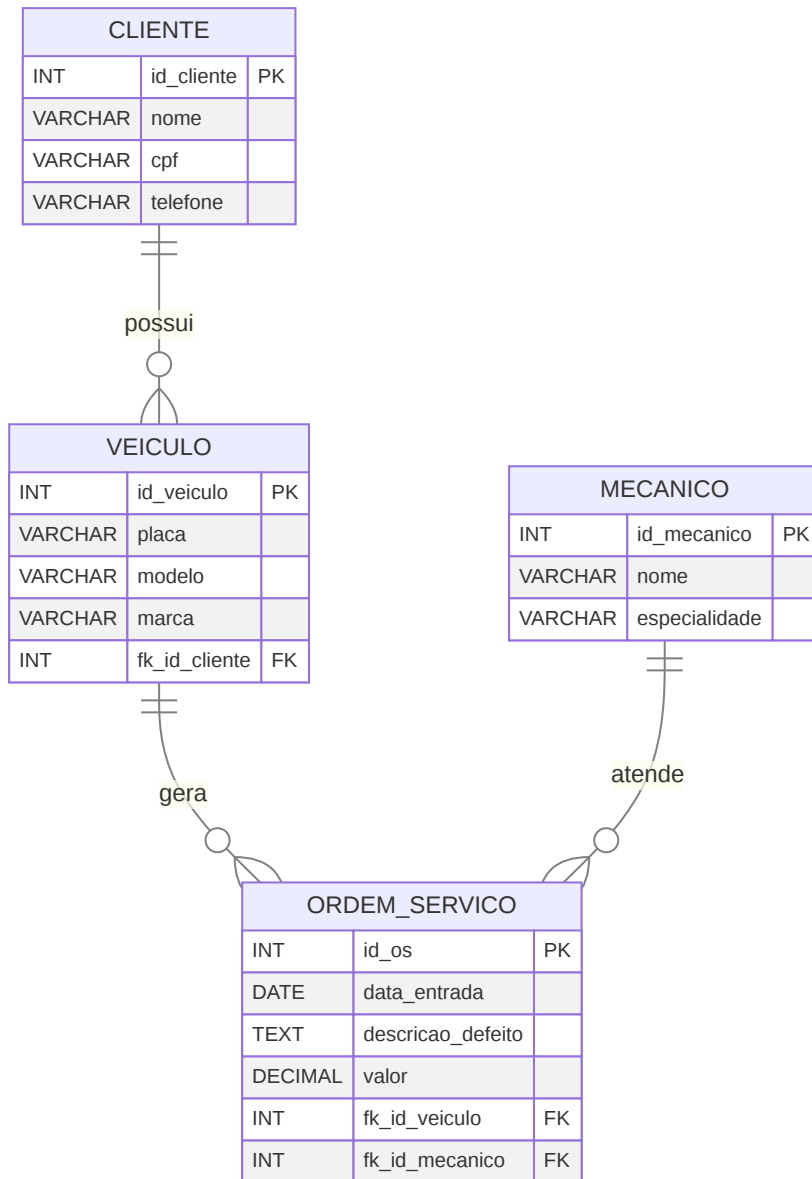 CLIENTE
INT id_cliente PK
VARCHAR nome
VARCHAR cpf
VARCHAR telefone
possui
VEICULO
INT id_veiculo PK
VARCHAR placa
VARCHAR modelo
VARCHAR marca
INT fk_id_cliente FK
MECANICO
INT id_mecanico PK
VARCHAR nome
VARCHAR especialidade
gera
atende
ORDEM_SERVICO
INT id_os PK
DATE data_entrada
TEXT descricao_defeito
DECIMAL valor
INT fk_id_veiculo FK
INT fk_id_mecanico FK